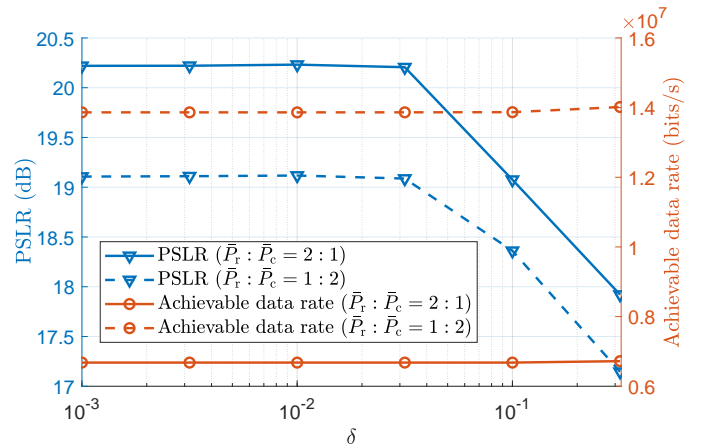 ×10⁷
20.5
20
19.5
19
18.5
18
17.5
17
PSLR (dB)
1.6
1.4
1.2
1
0.8
0.6
Achievable data rate (bits/s)
PSLR (P̄r : P̄c = 2 : 1)
PSLR (P̄r : P̄c = 1 : 2)
Achievable data rate (P̄r : P̄c = 2 : 1)
Achievable data rate (P̄r : P̄c = 1 : 2)
10⁻³ 10⁻² 10⁻¹
δ